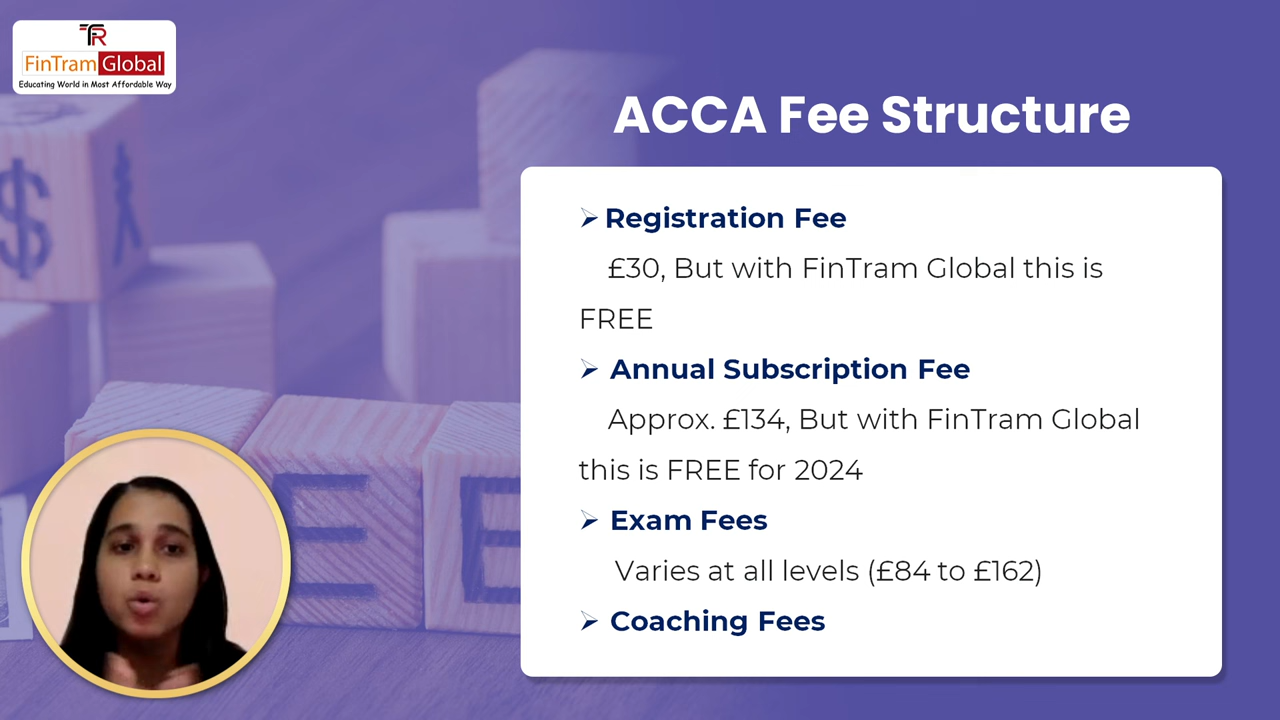 TFR
FinTram Global
Educating World in Most Affordable Way
ACCA Fee Structure
➢ Registration Fee
£30, But with FinTram Global this is
FREE
➢ Annual Subscription Fee
Approx. £134, But with FinTram Global
this is FREE for 2024
➢ Exam Fees
Varies at all levels (£84 to £162)
➢ Coaching Fees
$
E E